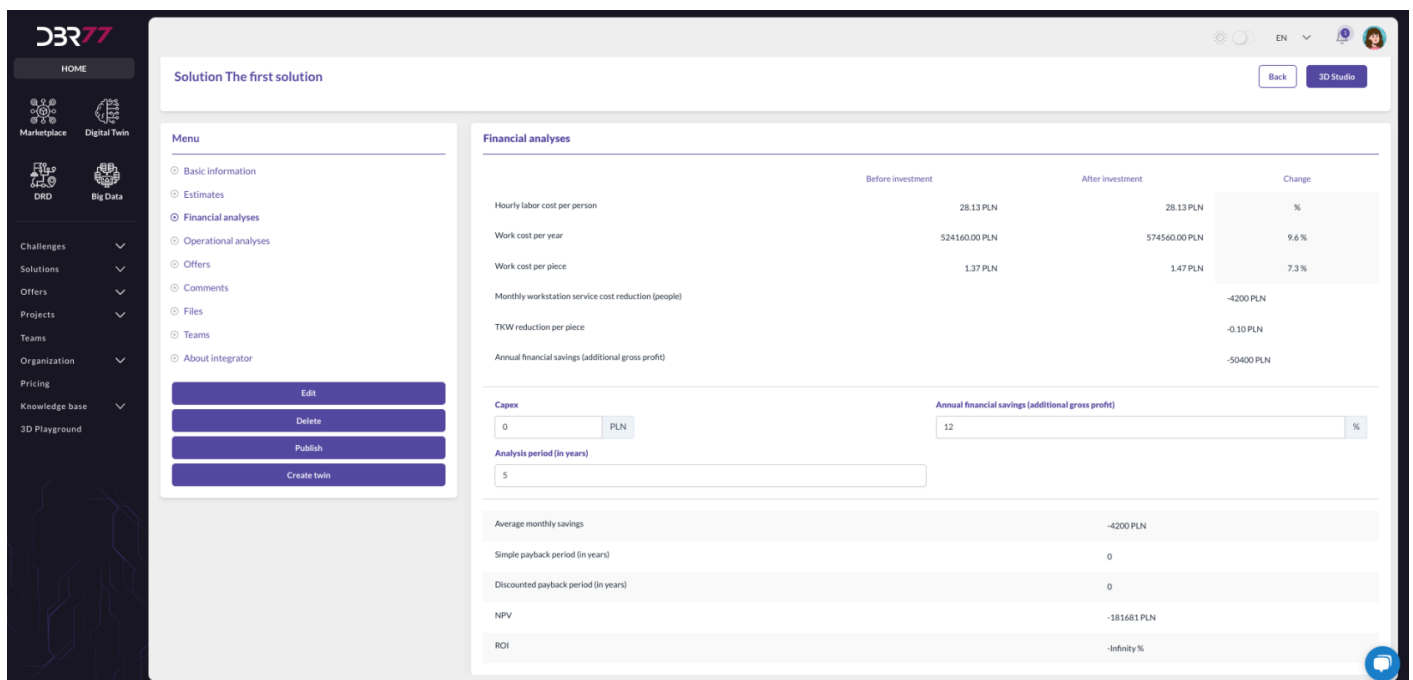 DBR77
HOME
Marketplace
Digital Twin
DRD
Big Data
Challenges
Solutions
Offers
Projects
Teams
Organization
Pricing
Knowledge base
3D Playground
EN
Solution The first solution
Back
3D Studio
Menu
Basic information
Estimates
Financial analyses
Operational analyses
Offers
Comments
Files
Teams
About integrator
Edit
Delete
Publish
Create twin
Financial analyses
Before investment After investment Change
Hourly labor cost per person 28.13 PLN 28.13 PLN %
Work cost per year 524160.00 PLN 574560.00 PLN 9.6 %
Work cost per piece 1.37 PLN 1.47 PLN 7.3 %
Monthly workstation service cost reduction (people) -4200 PLN
TKW reduction per piece -0.10 PLN
Annual financial savings (additional gross profit) -50400 PLN
Capex
0 PLN
Annual financial savings (additional gross profit)
12 %
Analysis period (in years)
5
Average monthly savings -4200 PLN
Simple payback period (in years) 0
Discounted payback period (in years) 0
NPV -181681 PLN
ROI -Infinity %